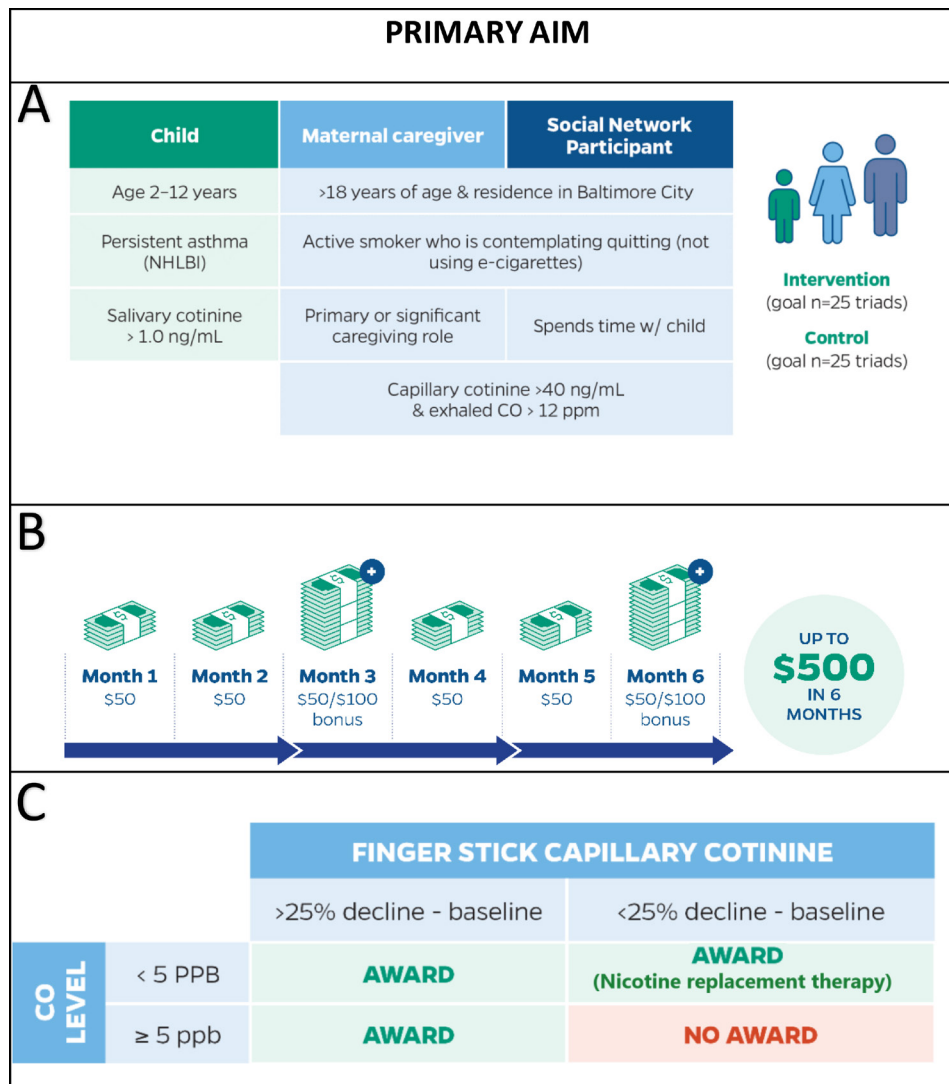 PRIMARY AIM
A
Child
Maternal caregiver
Social Network
Participant
Age 2–12 years
>18 years of age & residence in Baltimore City
Persistent asthma
(NHLBI)
Active smoker who is contemplating quitting (not
using e-cigarettes)
Salivary cotinine
> 1.0 ng/mL
Primary or significant
caregiving role
Spends time w/ child
Capillary cotinine >40 ng/mL
& exhaled CO > 12 ppm
Intervention
(goal n=25 triads)
Control
(goal n=25 triads)
B
Month 1
$50
Month 2
$50
Month 3
$50/$100
bonus
Month 4
$50
Month 5
$50
Month 6
$50/$100
bonus
UP TO
$500
IN 6
MONTHS
C
FINGER STICK CAPILLARY COTININE
>25% decline - baseline
<25% decline - baseline
CO
LEVEL
< 5 PPB
AWARD
AWARD
(Nicotine replacement therapy)
≥ 5 ppb
AWARD
NO AWARD